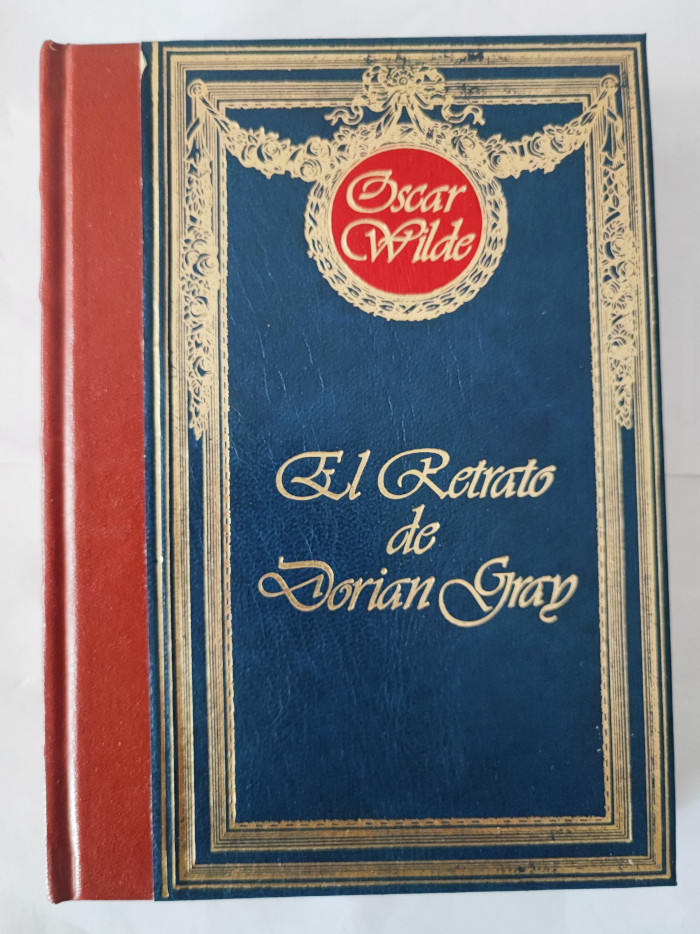 Oscar
Wilde
El Retrato
de
Dorian Gray